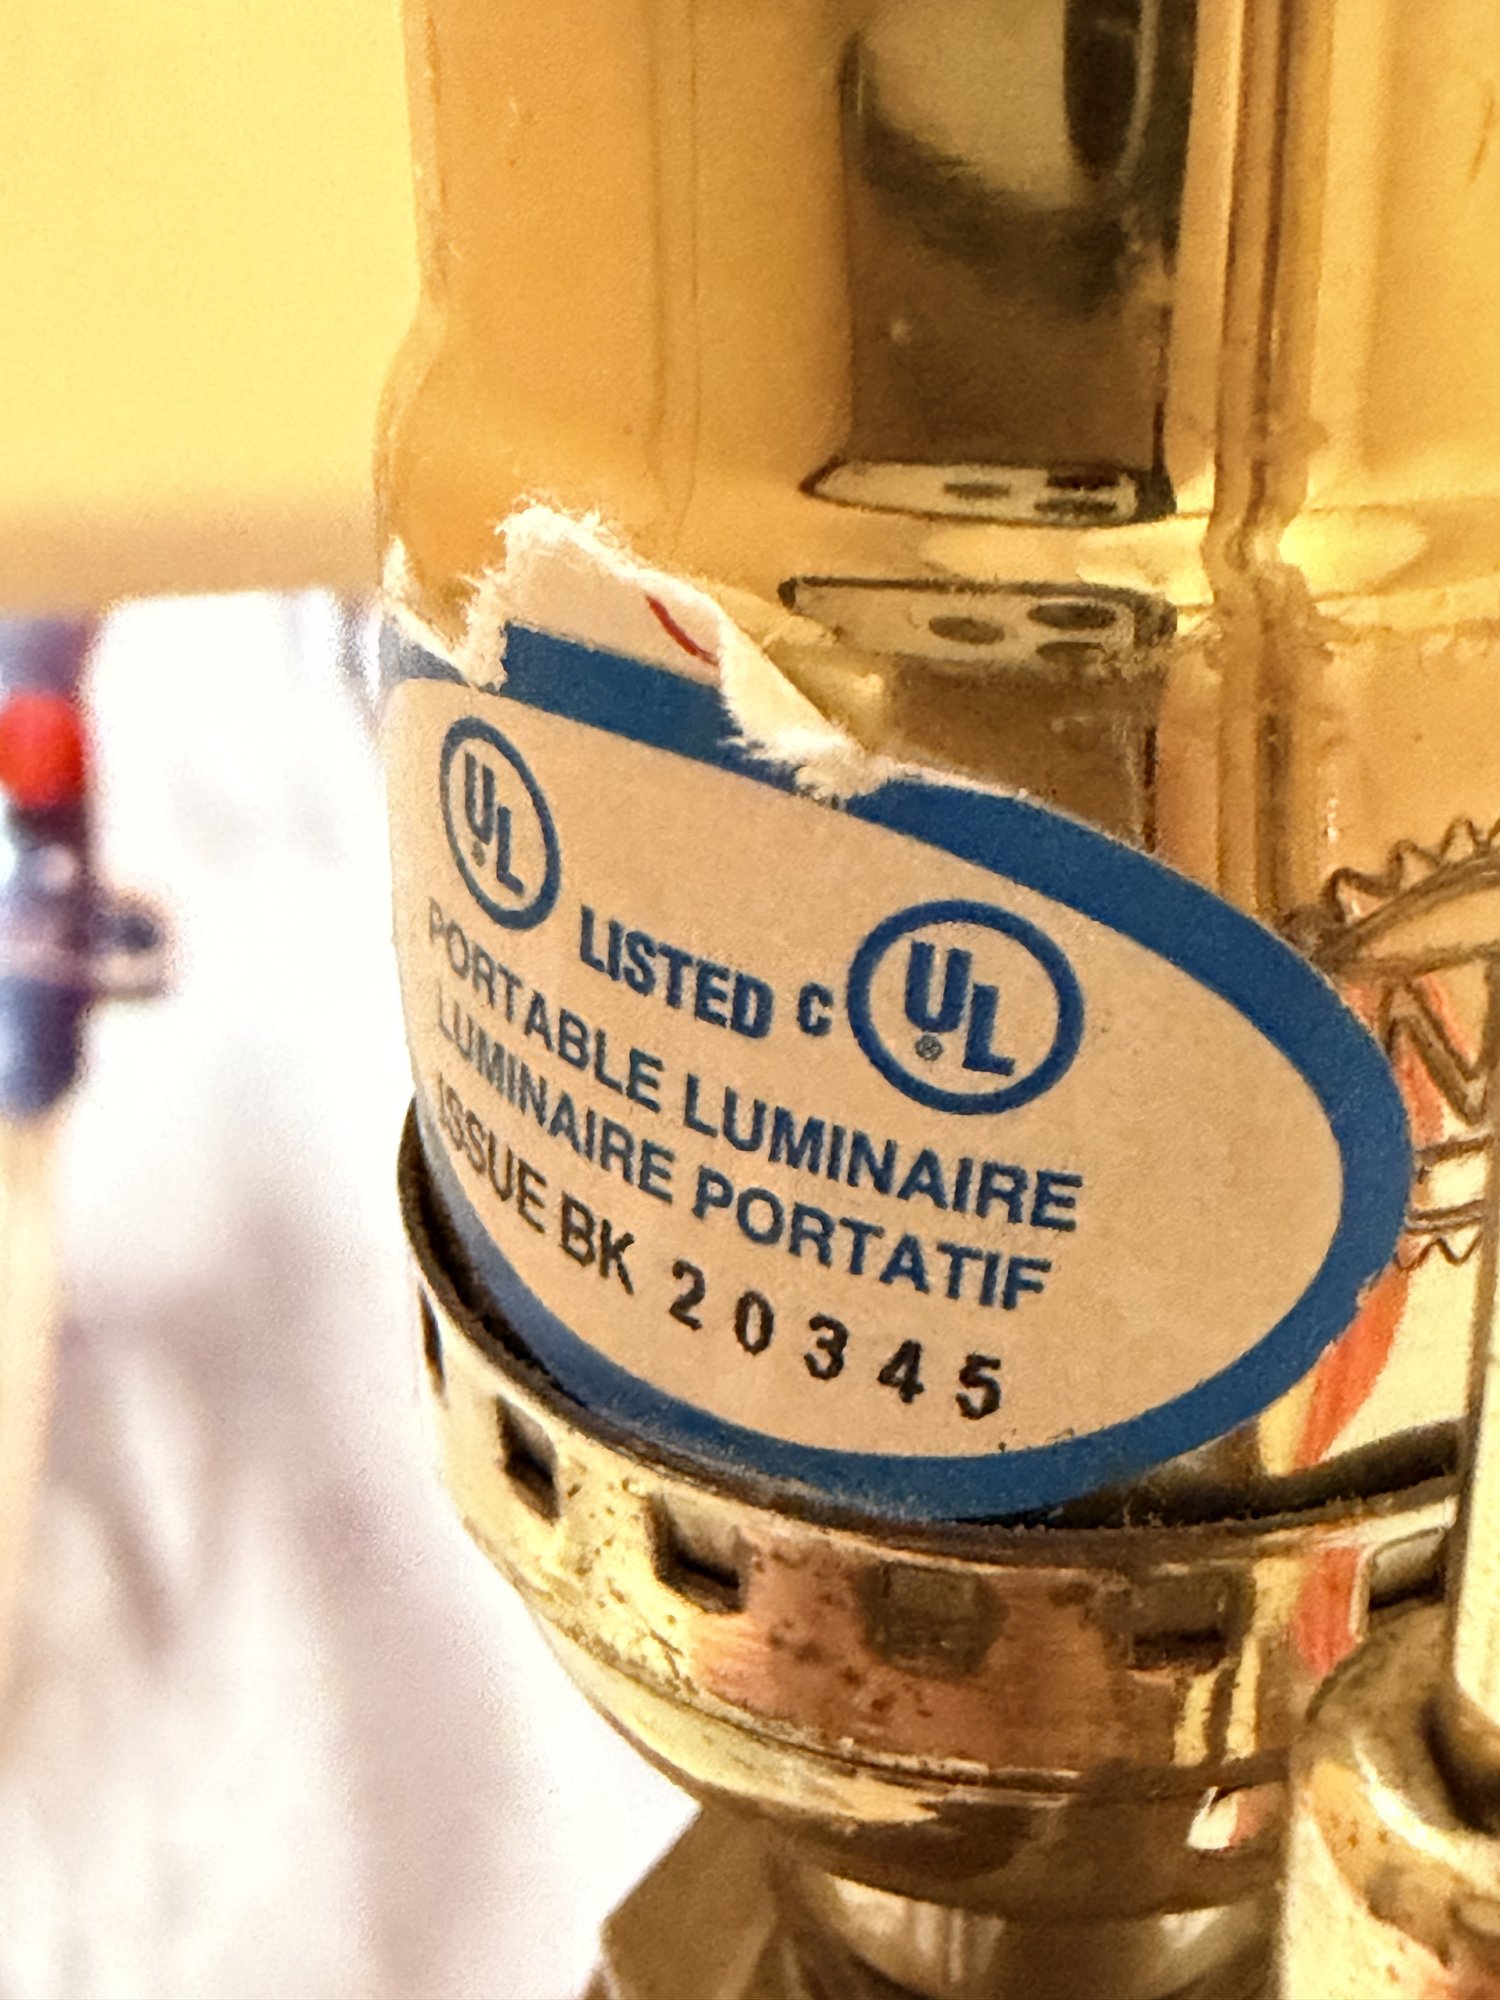 UL® LISTED C UL®
PORTABLE LUMINAIRE
LUMINAIRE PORTATIF
ISSUE BK 20345